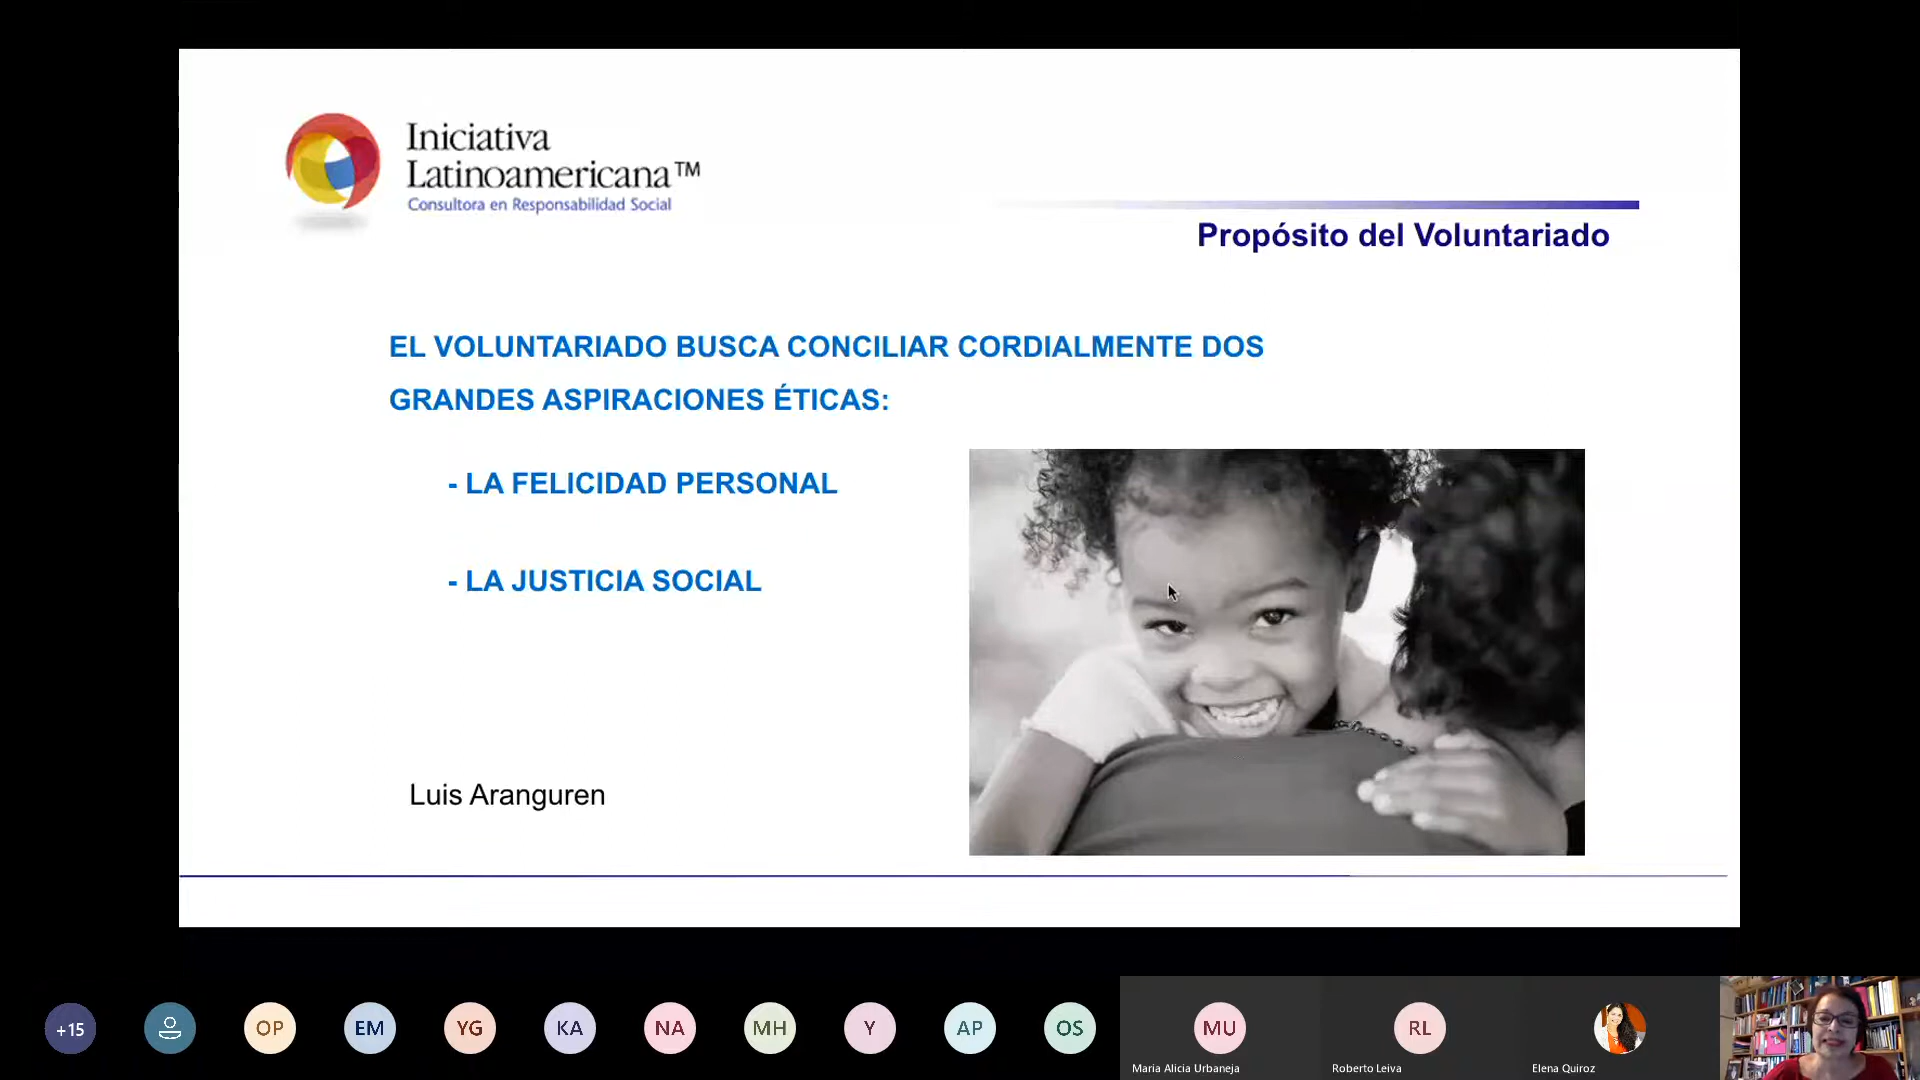 Iniciativa
Latinoamericana™
Consultora en Responsabilidad Social
Propósito del Voluntariado
EL VOLUNTARIADO BUSCA CONCILIAR CORDIALMENTE DOS
GRANDES ASPIRACIONES ÉTICAS:
- LA FELICIDAD PERSONAL
- LA JUSTICIA SOCIAL
Luis Aranguren
+15
OP
EM
YG
KA
NA
MH
Y
AP
OS
MU
RL
Maria Alicia Urbaneja
Roberto Leiva
Elena Quiroz